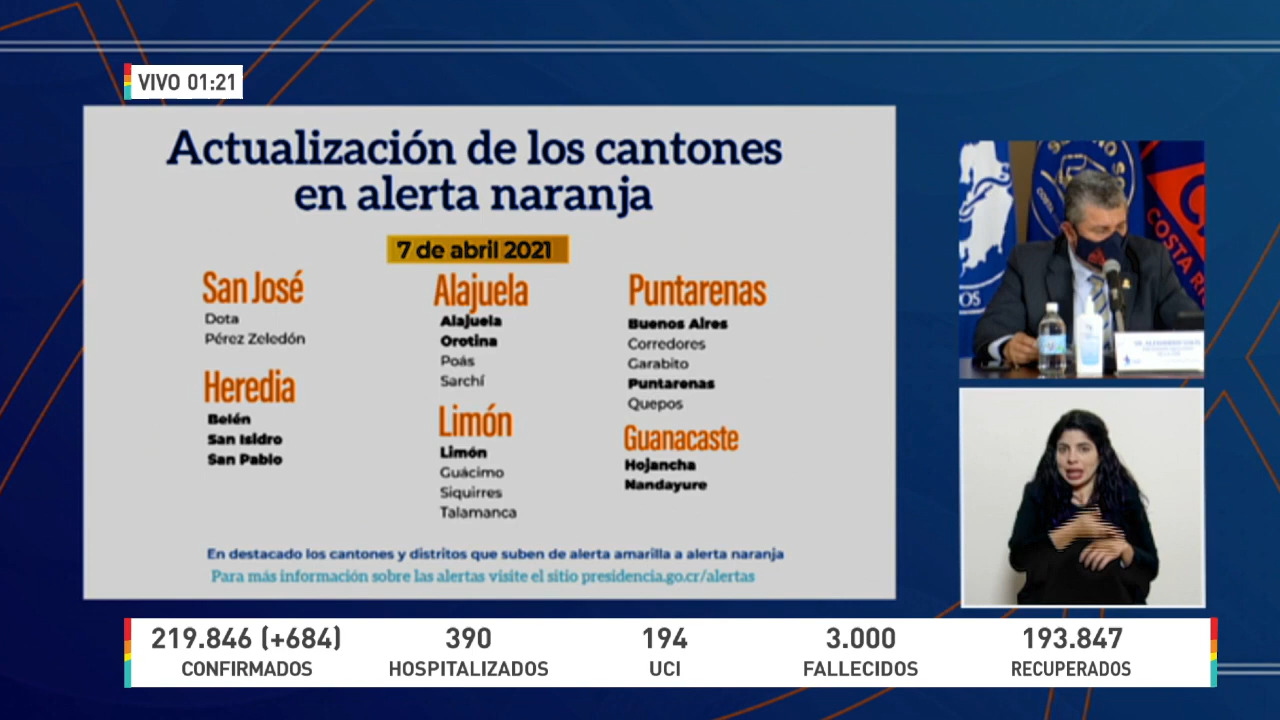 VIVO 01:21
Actualización de los cantones
en alerta naranja
7 de abril 2021
San José
Dota
Pérez Zeledón
Heredia
Belén
San Isidro
San Pablo
Alajuela
Alajuela
Orotina
Poás
Sarchí
Limón
Limón
Guácimo
Siquirres
Talamanca
Puntarenas
Buenos Aires
Corredores
Garabito
Puntarenas
Quepos
Guanacaste
Hojancha
Nandayure
En destacado los cantones y distritos que suben de alerta amarilla a alerta naranja
Para más información sobre las alertas visite el sitio presidencia.go.cr/alertas
COSTA RI
219.846 (+684)
CONFIRMADOS
390
HOSPITALIZADOS
194
UCI
3.000
FALLECIDOS
193.847
RECUPERADOS